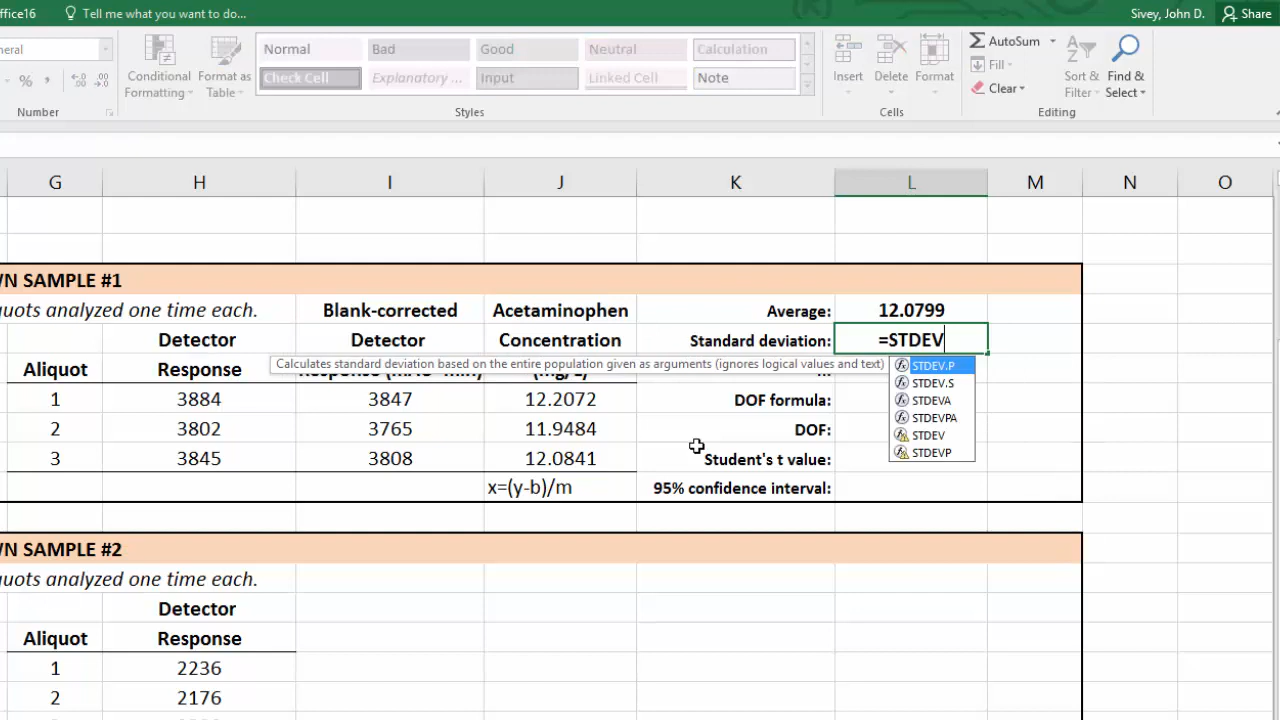 ffice16 Tell me what you want to do... Sivey, John D. Share
neral Normal Bad Good Neutral Calculation AutoSum
% , Conditional Formatting Format as Table Check Cell Explanatory ... Input Linked Cell Note Insert Delete Format Fill Clear Sort & Filter Find & Select
Number Styles Cells Editing
G H I J K L M N O
WN SAMPLE #1
quots analyzed one time each. Blank-corrected Acetaminophen Average: 12.0799
Detector Detector Concentration Standard deviation: =STDEV
Calculates standard deviation based on the entire population given as arguments (ignores logical values and text) STDEV.P
Aliquot Response
STDEV.S
1 3884 3847 12.2072 DOF formula: STDEVA
STDEVPA
2 3802 3765 11.9484 DOF: STDEV
STDEVP
3 3845 3808 12.0841 Student's t value:
x=(y-b)/m 95% confidence interval:
WN SAMPLE #2
quots analyzed one time each.
Detector
Aliquot Response
1 2236
2 2176